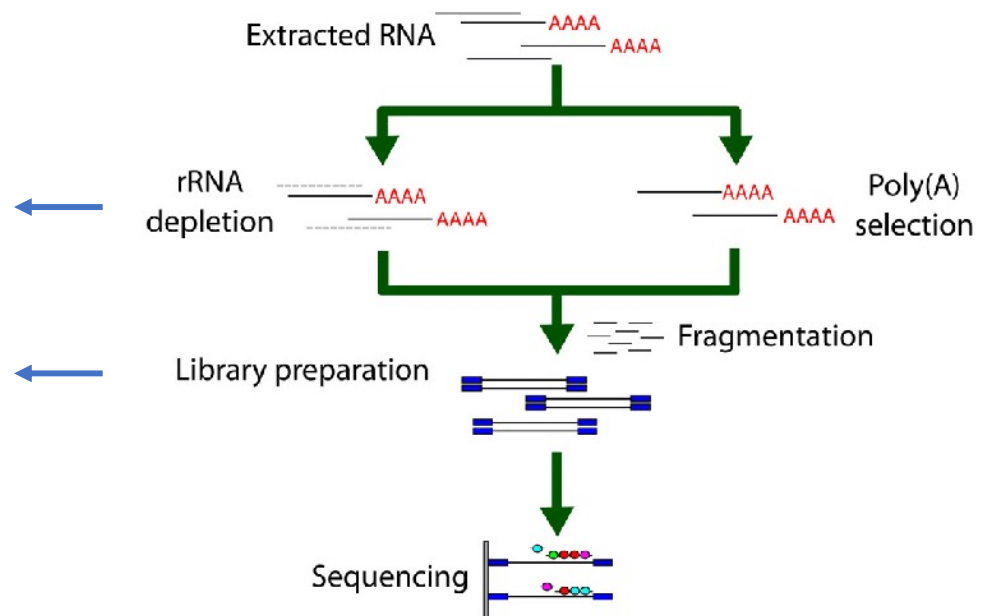 Extracted RNA
AAAA
AAAA
rRNA
depletion
AAAA
AAAA
AAAA
AAAA
Poly(A)
selection
Fragmentation
Library preparation
Sequencing